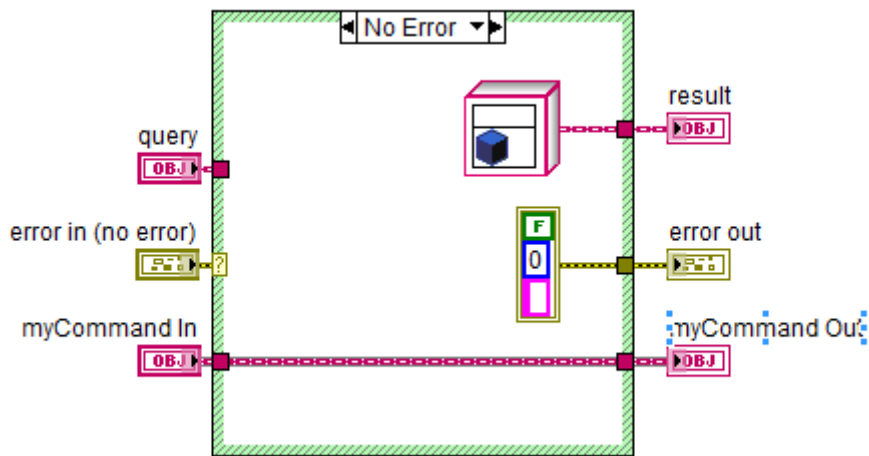 No Error
result
OBJ
query
OBJ
error in (no error)
?
F
0
error out
myCommand In
OBJ
myCommand Out
OBJ